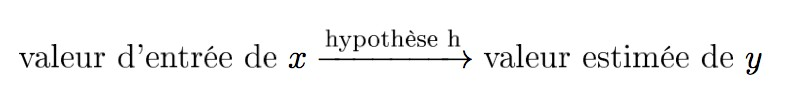 hypothèse h
valeur d'entrée de x ⟶ valeur estimée de y